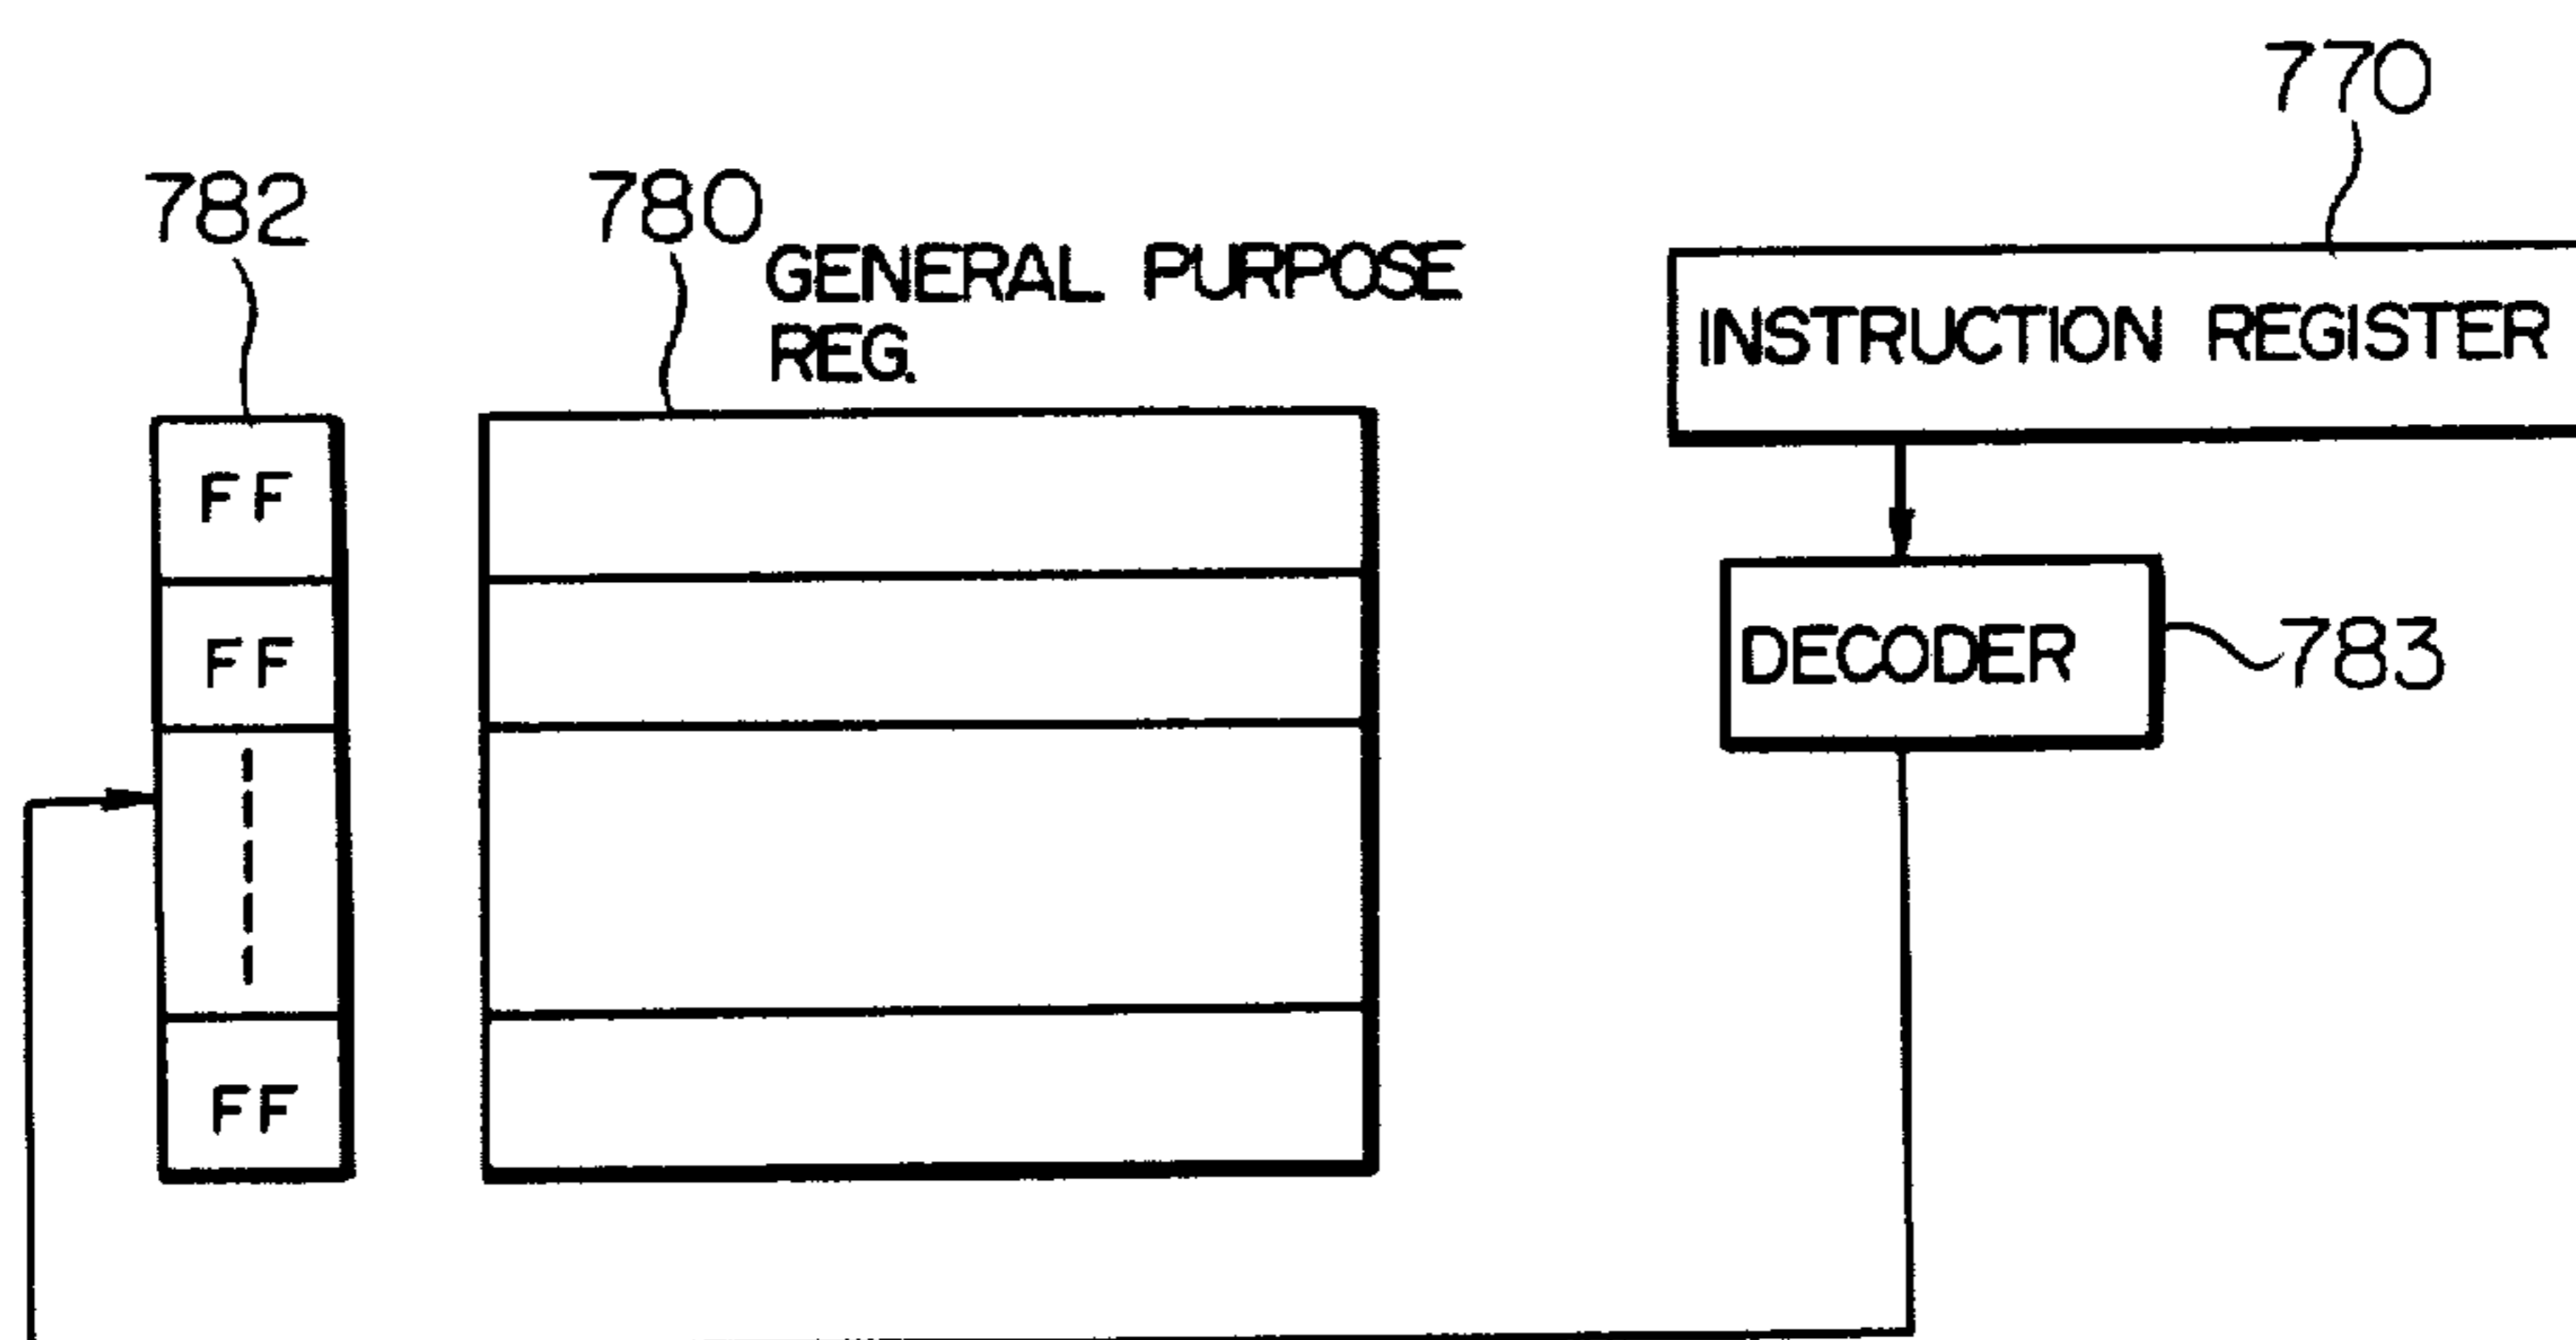 770
782
780
GENERAL PURPOSE
REG.
INSTRUCTION REGISTER
FF
FF
DECODER
783
FF